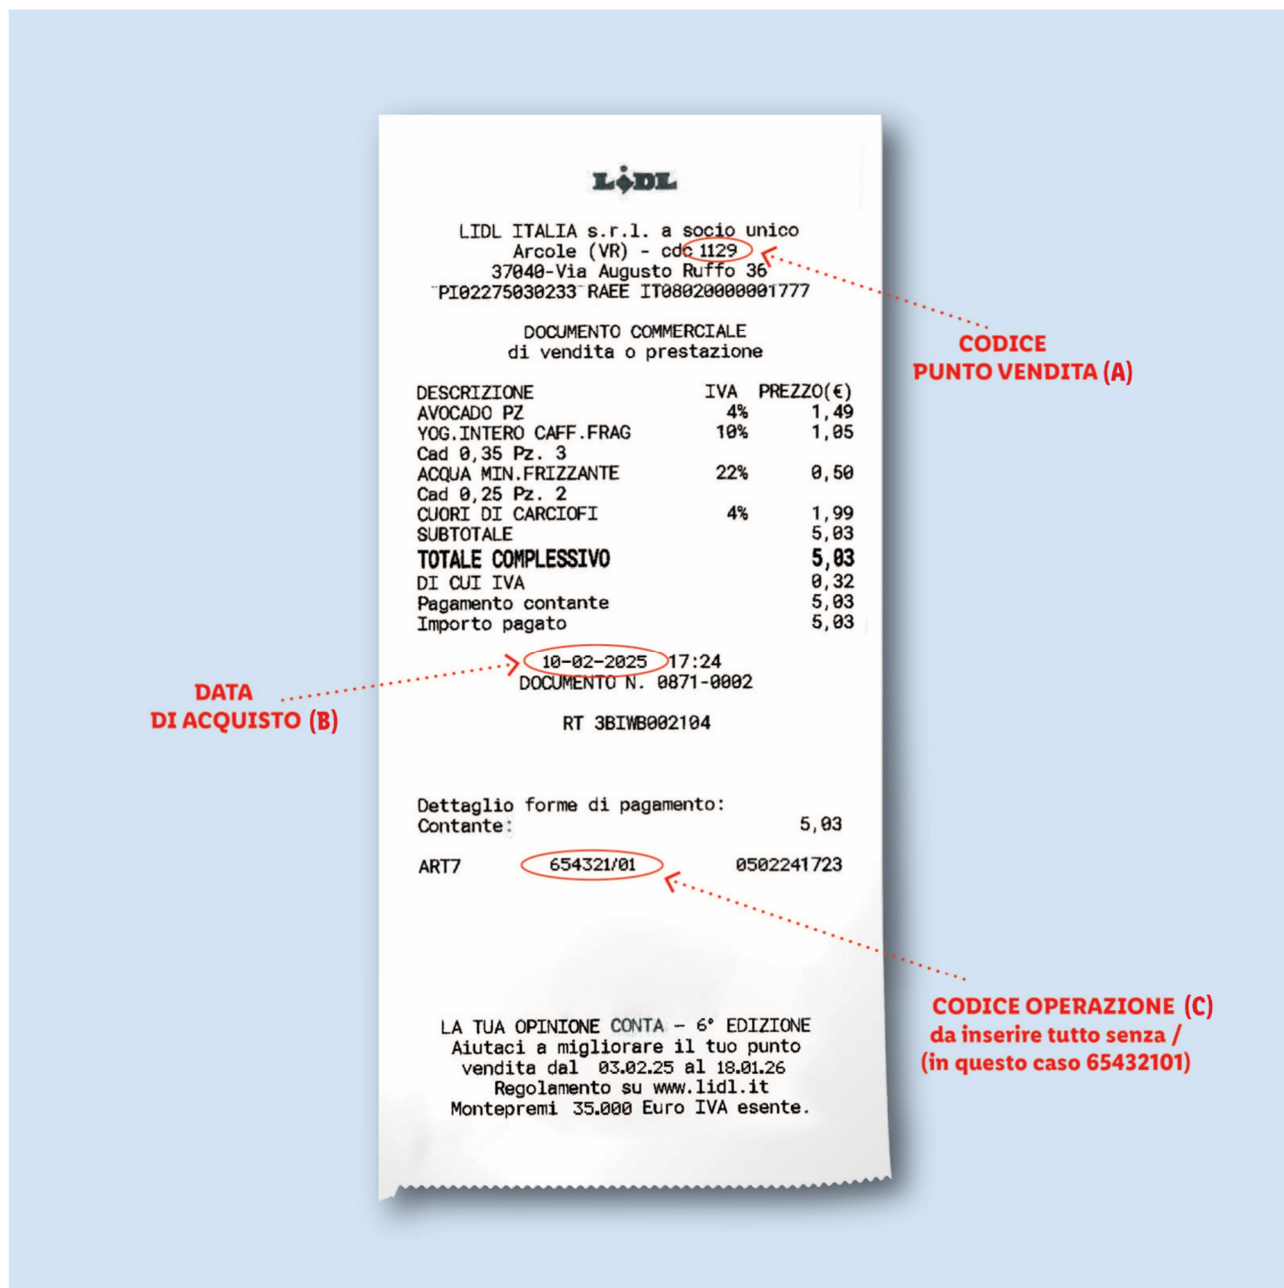 LIDL
LIDL ITALIA s.r.l. a socio unico
Arcole (VR) - cdc 1129
37040-Via Augusto Ruffo 36
PI02275030233 RAEE IT08020000001777
CODICE
PUNTO VENDITA (A)
DOCUMENTO COMMERCIALE
di vendita o prestazione
DESCRIZIONE IVA PREZZO(€)
AVOCADO PZ 4% 1,49
YOG.INTERO CAFF.FRAG 10% 1,05
Cad 0,35 Pz. 3
ACQUA MIN.FRIZZANTE 22% 0,50
Cad 0,25 Pz. 2
CUORI DI CARCIOFI 4% 1,99
SUBTOTALE 5,03
TOTALE COMPLESSIVO 5,03
DI CUI IVA 0,32
Pagamento contante 5,03
Importo pagato 5,03
10-02-2025 17:24
DOCUMENTO N. 0871-0002
DATA
DI ACQUISTO (B)
RT 3BIWB002104
Dettaglio forme di pagamento:
Contante: 5,03
ART7 654321/01 0502241723
CODICE OPERAZIONE (C)
da inserire tutto senza /
(in questo caso 65432101)
LA TUA OPINIONE CONTA - 6° EDIZIONE
Aiutaci a migliorare il tuo punto
vendita dal 03.02.25 al 18.01.26
Regolamento su www.lidl.it
Montepremi 35.000 Euro IVA esente.